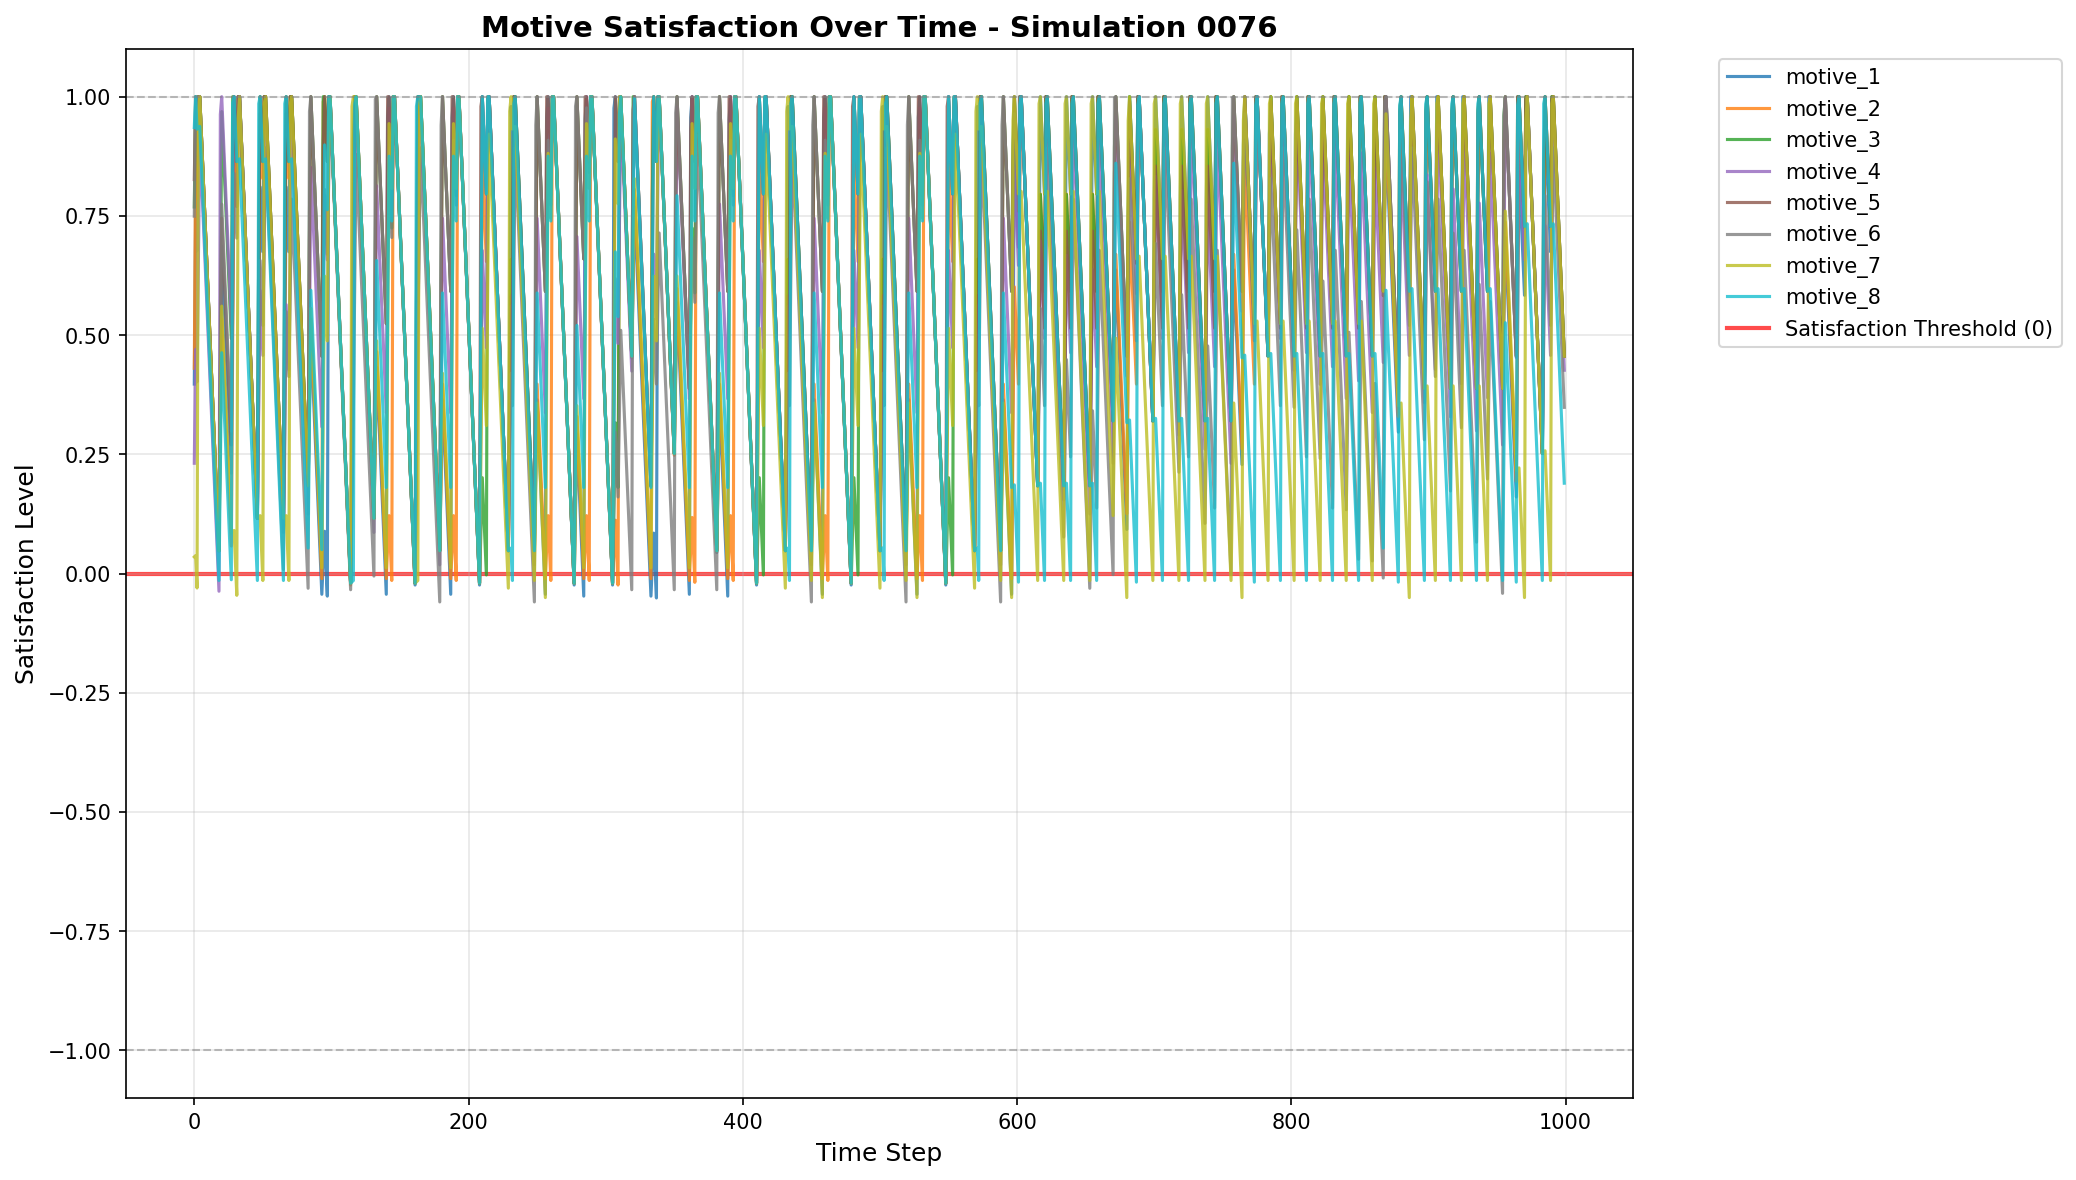 Motive Satisfaction Over Time - Simulation 0076
1.00
0.75
0.50
0.25
0.00
−0.25
−0.50
−0.75
−1.00
Satisfaction Level
0
200
400
600
800
1000
Time Step
motive_1
motive_2
motive_3
motive_4
motive_5
motive_6
motive_7
motive_8
Satisfaction Threshold (0)